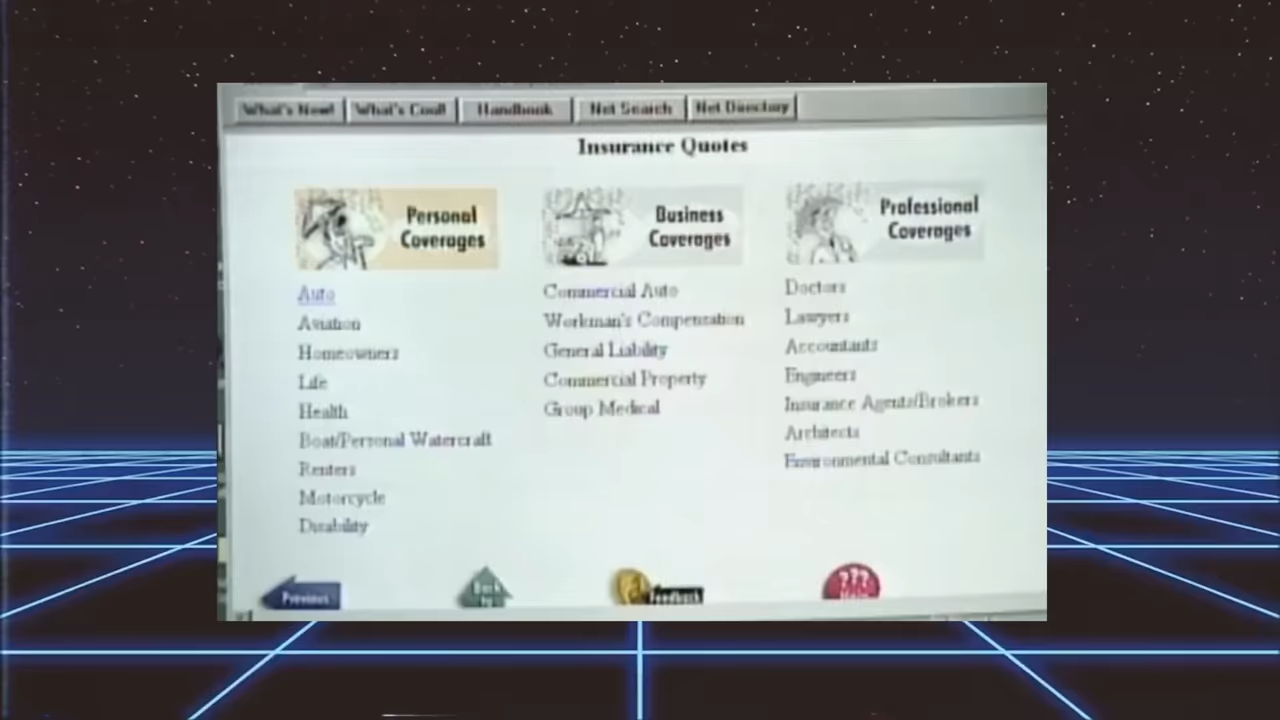 What's New! What's Cool! Handbook Net Search Net Directory
Insurance Quotes
Personal
Coverages
Auto
Aviation
Homeowners
Life
Health
Boat/Personal Watercraft
Renters
Motorcycle
Disability
Business
Coverages
Commercial Auto
Workman's Compensation
General Liability
Commercial Property
Group Medical
Professional
Coverages
Doctors
Lawyers
Accountants
Engineers
Insurance Agents/Brokers
Architects
Environmental Consultants
Previous
Back
Feedback
???